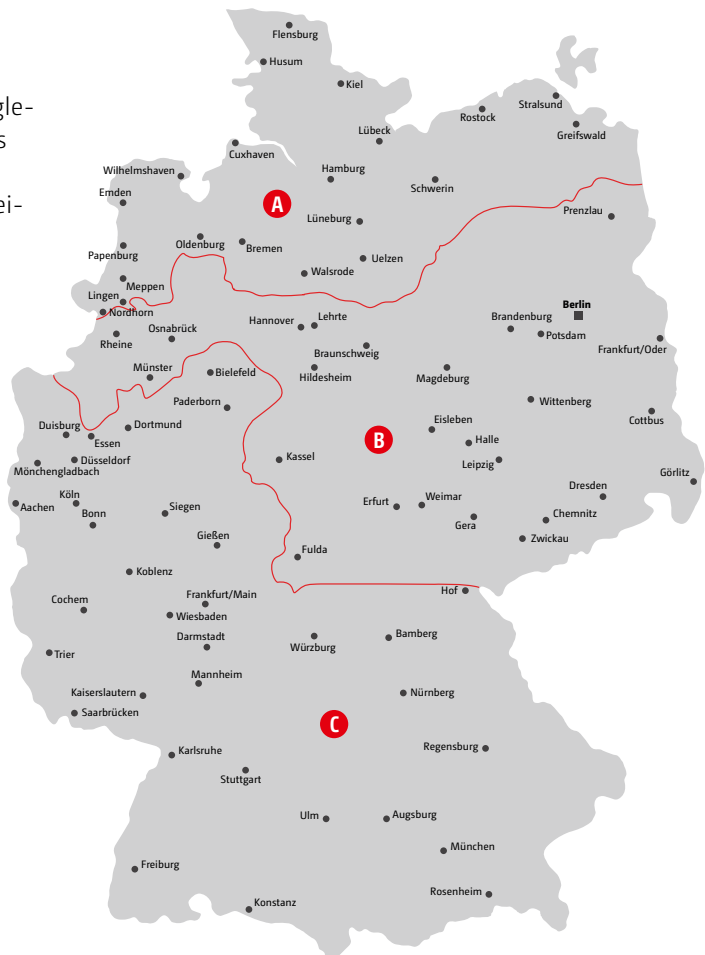 Flensburg
Husum
Kiel
gle-
s
ei-
Stralsund
Rostock
Greifswald
Lübeck
Cuxhaven
Wilhelmshaven
Hamburg
Schwerin
Emden
A
Prenzlau
Lüneburg
Oldenburg
Bremen
Papenburg
Uelzen
Walsrode
Meppen
Lingen
Nordhorn
Berlin
Hannover
Lehrte
Brandenburg
Osnabrück
Potsdam
Rheine
Braunschweig
Frankfurt/Oder
Münster
Bielefeld
Hildesheim
Magdeburg
Paderborn
Wittenberg
Duisburg
Dortmund
Eisleben
Cottbus
Essen
B
Halle
Düsseldorf
Kassel
Leipzig
Mönchengladbach
Görlitz
Dresden
Köln
Aachen
Bonn
Siegen
Erfurt
Weimar
Gera
Chemnitz
Gießen
Zwickau
Fulda
Koblenz
Hof
Frankfurt/Main
Cochem
Wiesbaden
Darmstadt
Würzburg
Bamberg
Trier
Mannheim
Kaiserslautern
Nürnberg
Saarbrücken
C
Karlsruhe
Regensburg
Stuttgart
Ulm
Augsburg
München
Freiburg
Rosenheim
Konstanz